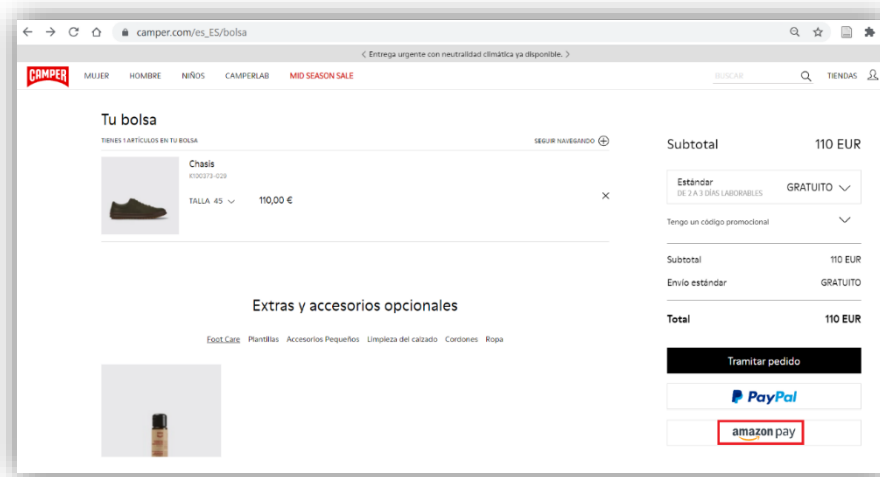 camper.com/es_ES/bolsa
< Entrega urgente con neutralidad climática ya disponible. >
CAMPER MUJER HOMBRE NIÑOS CAMPERLAB MID SEASON SALE BUSCAR TIENDAS
Tu bolsa
TIENES 1 ARTÍCULOS EN TU BOLSA SEGUIR NAVEGANDO
Chasis
K100373-028
TALLA 45 110,00 €
Extras y accesorios opcionales
Foot Care Plantillas Accesorios Pequeños Limpieza del calzado Cordones Ropa
Subtotal 110 EUR
Estándar GRATUITO
DE 2 A 3 DÍAS LABORABLES
Tengo un código promocional
Subtotal 110 EUR
Envío estándar GRATUITO
Total 110 EUR
Tramitar pedido
PayPal
amazon pay